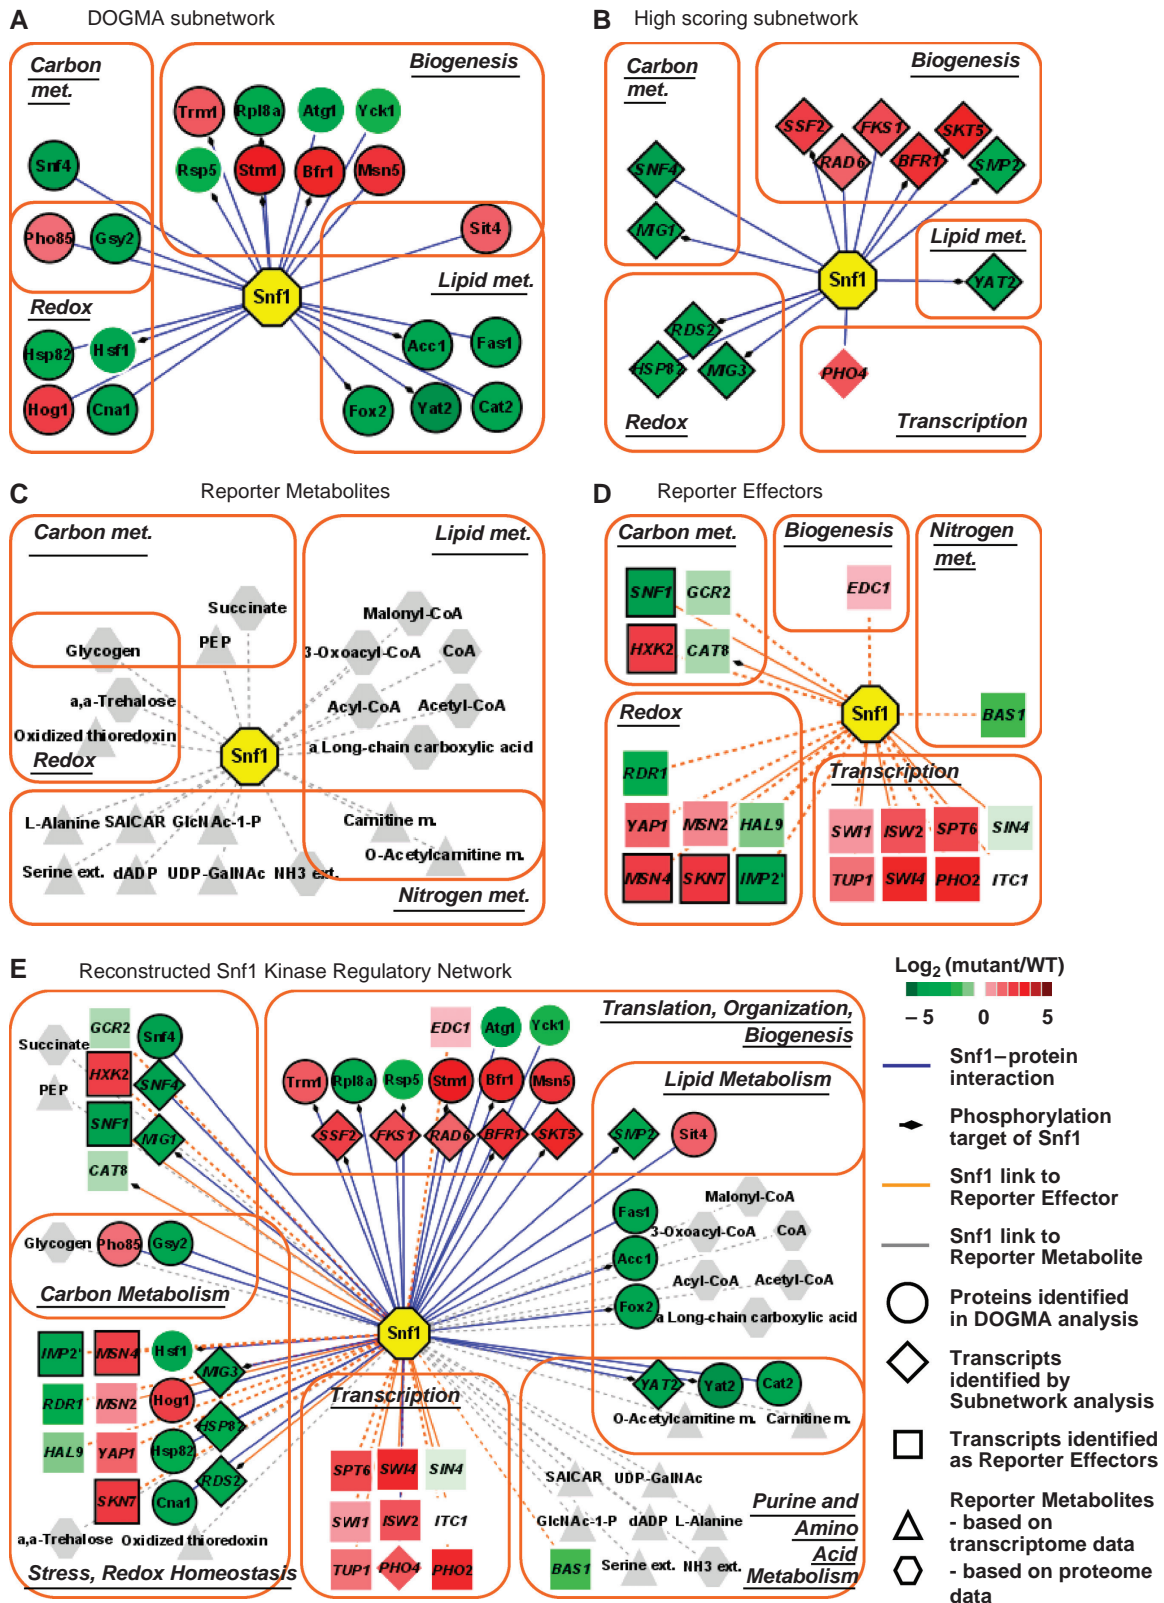 A DOGMA subnetwork
Carbon
met.
Biogenesis
Trm1 Rpl8a Atg1 Yck1
Rsp5 Stm1 Bfr1 Msn5
Snf4
Pho85 Gsy2
Sit4
Snf1
Lipid met.
Redox
Hsp82 Hsf1
Hog1 Cna1
Acc1 Fas1
Fox2 Yat2 Cat2
B High scoring subnetwork
Carbon
met.
Biogenesis
SSF2 FKS1 SKT5
RAD6 BFR1 SMP2
SNF4
MIG1
Lipid met.
YAT2
Snf1
RDS2
HSP82 MIG3
Redox
PHO4
Transcription
C Reporter Metabolites
Carbon met.
Lipid met.
Succinate
PEP
Glycogen
a,a-Trehalose
Oxidized thioredoxin
Redox
Malonyl-CoA
3-Oxoacyl-CoA CoA
Acyl-CoA Acetyl-CoA
a Long-chain carboxylic acid
Snf1
L-Alanine SAICAR GlcNAc-1-P
Serine ext. dADP UDP-GalNAc NH3 ext.
Carnitine m.
O-Acetylcarnitine m.
Nitrogen met.
D Reporter Effectors
Carbon met.
Biogenesis
Nitrogen
met.
SNF1 GCR2
HXK2 CAT8
EDC1
BAS1
Snf1
Redox
RDR1
YAP1 MSN2 HAL9
MSN4 SKN7 IMP2'
Transcription
SWI1 ISW2 SPT6 SIN4
TUP1 SWI4 PHO2 ITC1
E Reconstructed Snf1 Kinase Regulatory Network
Succinate
PEP
GCR2 Snf4
HXK2 SNF4
SNF1 MIG1
CAT8
Glycogen Pho85 Gsy2
Carbon Metabolism
Translation, Organization,
Biogenesis
EDC1 Atg1 Yck1
Trm1 Rpl8a Rsp5 Stm1 Bfr1 Msn5
SSF2 FKS1 RAD6 BFR1 SKT5
Lipid Metabolism
SMP2 Sit4
Fas1 Malonyl-CoA
3-Oxoacyl-CoA CoA
Acc1
Acyl-CoA Acetyl-CoA
Fox2
a Long-chain carboxylic acid
Snf1
YAT2 Yat2 Cat2
O-Acetylcarnitine m. Carnitine m.
IMP2' MSN4 Hsf1 MIG3
RDR1 MSN2 Hog1 HSP82
HAL9 YAP1 Hsp82 RDS2
SKN7 Cna1
a,a-Trehalose Oxidized thioredoxin
Stress, Redox Homeostasis
Transcription
SPT6 SWI4 SIN4
SWI1 ISW2 ITC1
TUP1 PHO4 PHO2
SAICAR UDP-GalNAc
GlcNAc-1-P dADP L-Alanine
BAS1 Serine ext. NH3 ext.
Purine and
Amino
Acid
Metabolism
Log2 (mutant/WT)
– 5 0 5
Snf1–protein
interaction
Phosphorylation
target of Snf1
Snf1 link to
Reporter Effector
Snf1 link to
Reporter Metabolite
Proteins identified
in DOGMA analysis
Transcripts
identified by
Subnetwork analysis
Transcripts identified
as Reporter Effectors
Reporter Metabolites
- based on
transcriptome data
- based on proteome
data